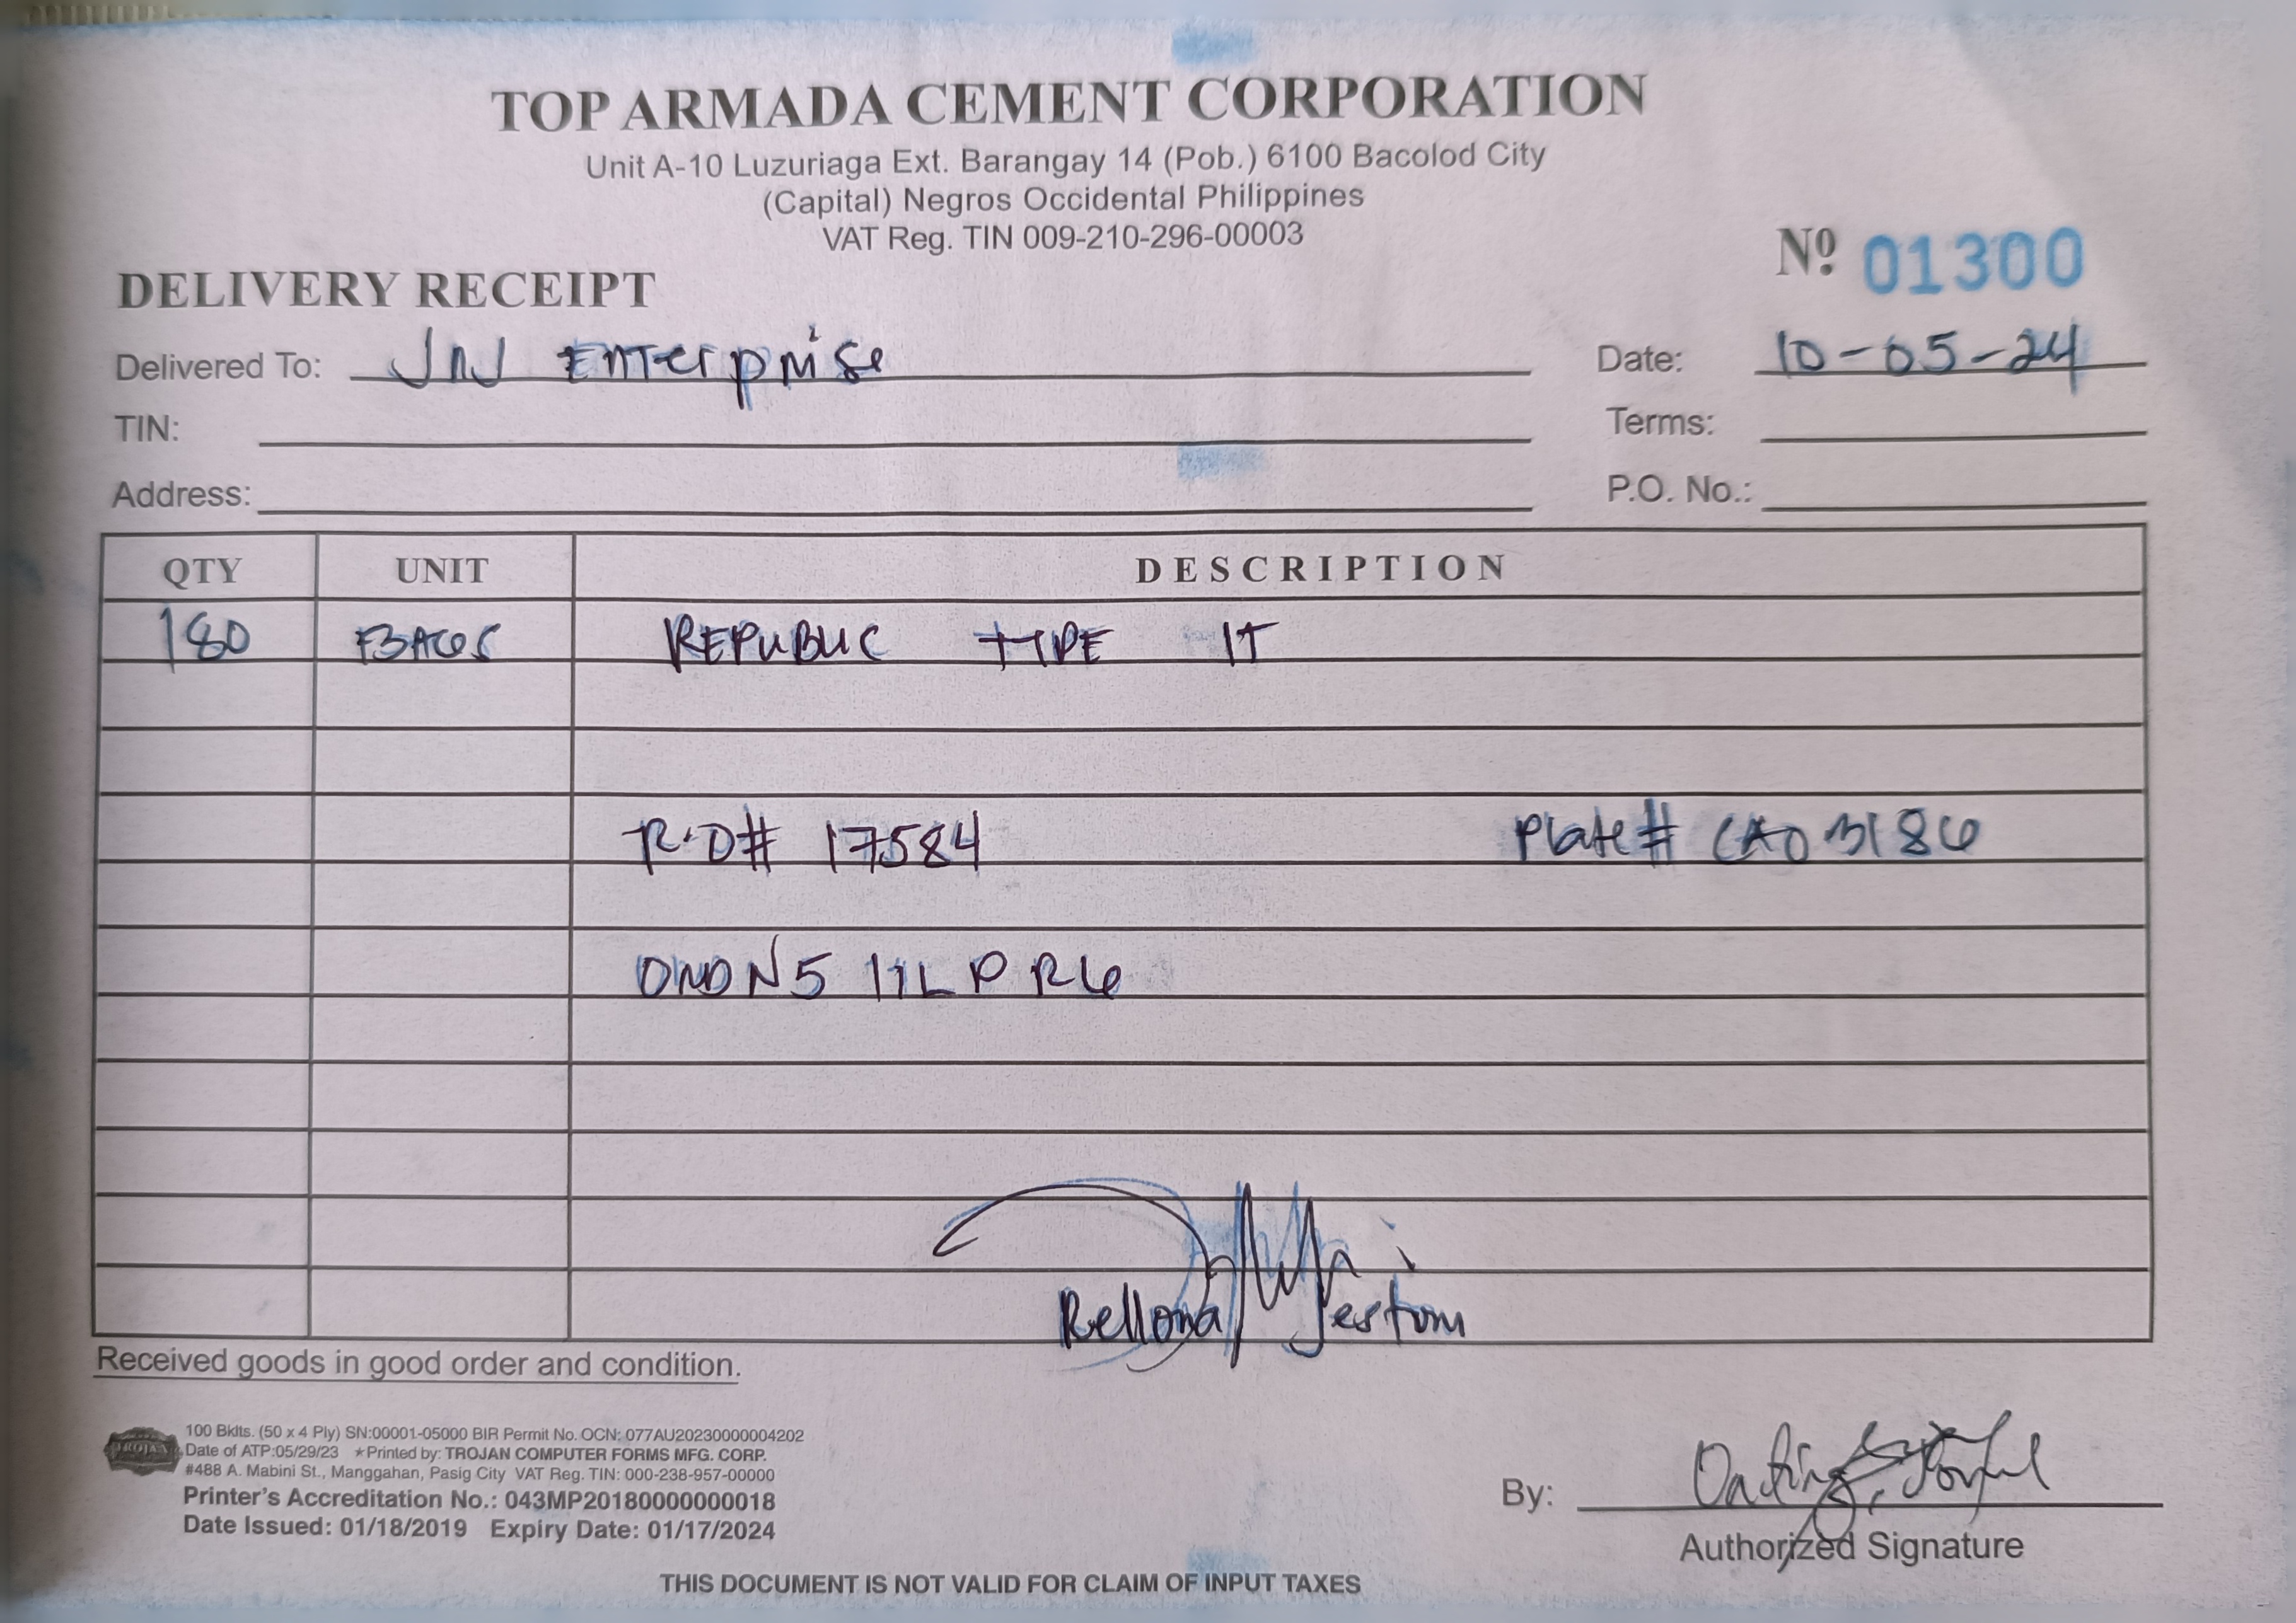 TOP ARMADA CEMENT CORPORATION
Unit A-10 Luzuriaga Ext. Barangay 14 (Pob.) 6100 Bacolod City
(Capital) Negros Occidental Philippines
VAT Reg. TIN 009-210-296-00003
Nº 01300
DELIVERY RECEIPT
Delivered To: JNJ Enterprise Date: 10-05-24
TIN: Terms:
Address: P.O. No.:
QTY UNIT DESCRIPTION
180 BAGS REPUBLIC TYPE 1T
R.O# 17584 Plate# CAO 3186
Rellona Jestoni
Received goods in good order and condition.
TROJAN
100 Bklts. (50 x 4 Ply) SN:00001-05000 BIR Permit No. OCN: 077AU20230000004202
Date of ATP:05/29/23 ★Printed by: TROJAN COMPUTER FORMS MFG. CORP.
#488 A. Mabini St., Manggahan, Pasig City VAT Reg. TIN: 000-238-957-00000
Printer's Accreditation No.: 043MP20180000000018
Date Issued: 01/18/2019 Expiry Date: 01/17/2024
By:
Authorized Signature
THIS DOCUMENT IS NOT VALID FOR CLAIM OF INPUT TAXES